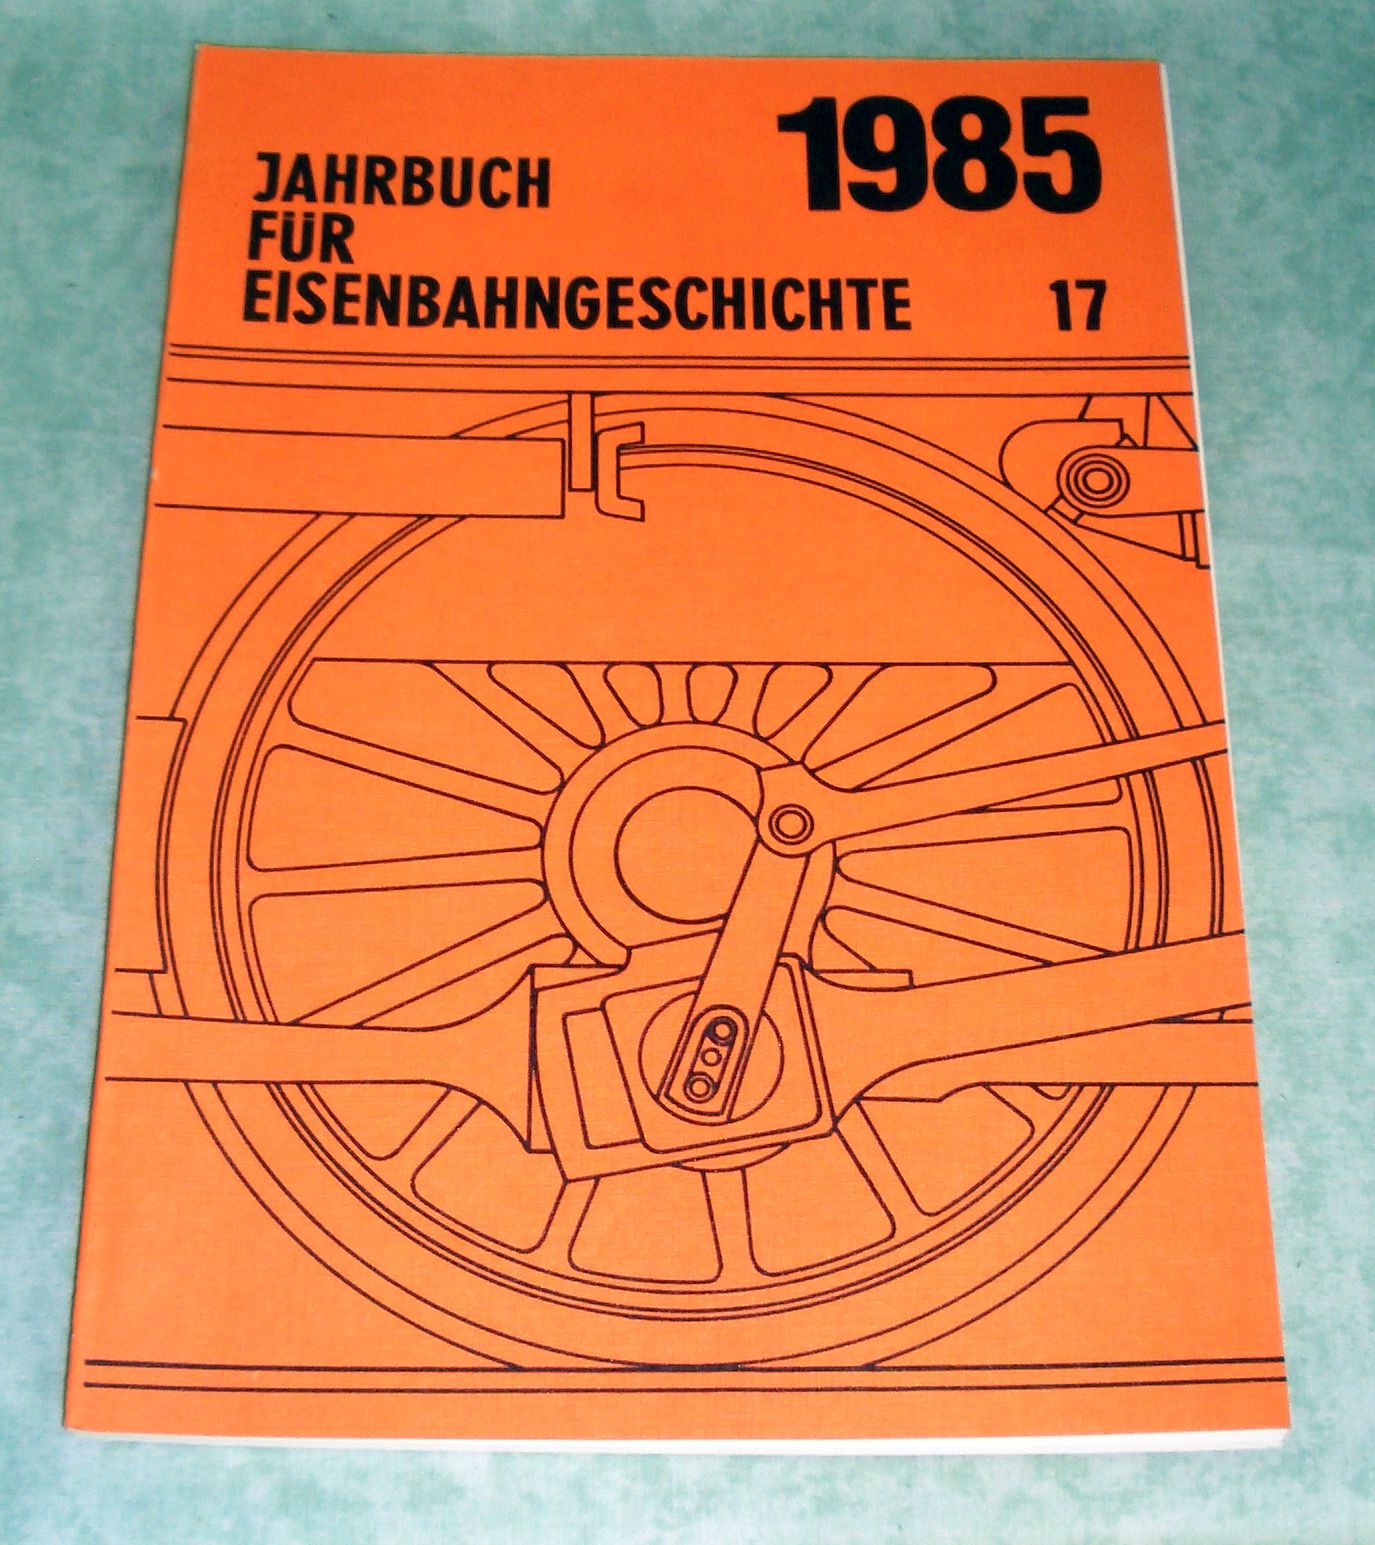 1985
JAHRBUCH
FÜR
EISENBAHNGESCHICHTE 17